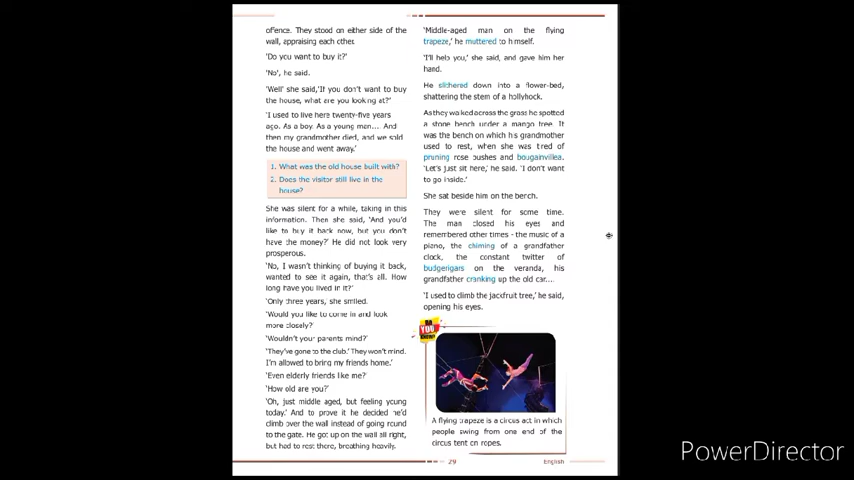 offence. They stood on either side of the
wall, appraising each other.
‘Do you want to buy it?’
‘No’, he said.
‘Well’ she said,‘If you don’t want to buy
the house, what are you looking at?’
‘I used to live here twenty-five years
ago. As a boy. As a young man.... And
then my grandmother died, and we sold
the house and went away.’
1. What was the old house built with?
2. Does the visitor still live in the
house?
She was silent for a while, taking in this
information. Then she said, ‘And you’d
like to buy it back now, but you don’t
have the money?’ He did not look very
prosperous.
‘No, I wasn’t thinking of buying it back,
wanted to see it again, that’s all. How
long have you lived in it?’
‘Only three years, she smiled.
‘Would you like to come in and look
more closely?
‘Wouldn’t your parents mind?’
‘They’ve gone to the club.’ They won’t mind.
I’m allowed to bring my friends home.’
‘Even elderly friends like me?’
‘How old are you?’
‘Oh, just middle aged, but feeling young
today.’ And to prove it he decided he’d
climb over the wall instead of going round
to the gate. He got up on the wall all right,
but had to rest there, breathing heavily.
‘Middle-aged man on the flying
trapeze,’ he muttered to himself.
‘I’ll help you,’ she said, and gave him her
hand.
He slithered down into a flower-bed,
shattering the stem of a hollyhock.
As they walked across the grass he spotted
a stone bench under a mango tree. It
was the bench on which his grandmother
used to rest, when she was tired of
pruning rose bushes and bougainvillea.
‘Let’s just sit here,’ he said. ‘I don’t want
to go inside.’
She sat beside him on the bench.
They were silent for some time.
The man closed his eyes and
remembered other times - the music of a
piano, the chiming of a grandfather
clock, the constant twitter of
budgerigars on the veranda, his
grandfather cranking up the old car....
‘I used to climb the jackfruit tree,’ he said,
opening his eyes.
DO
YOU
KNOW?
A flying trapeze is a circus act in which
people swing from one end of the
circus tent on ropes.
29
English
PowerDirector